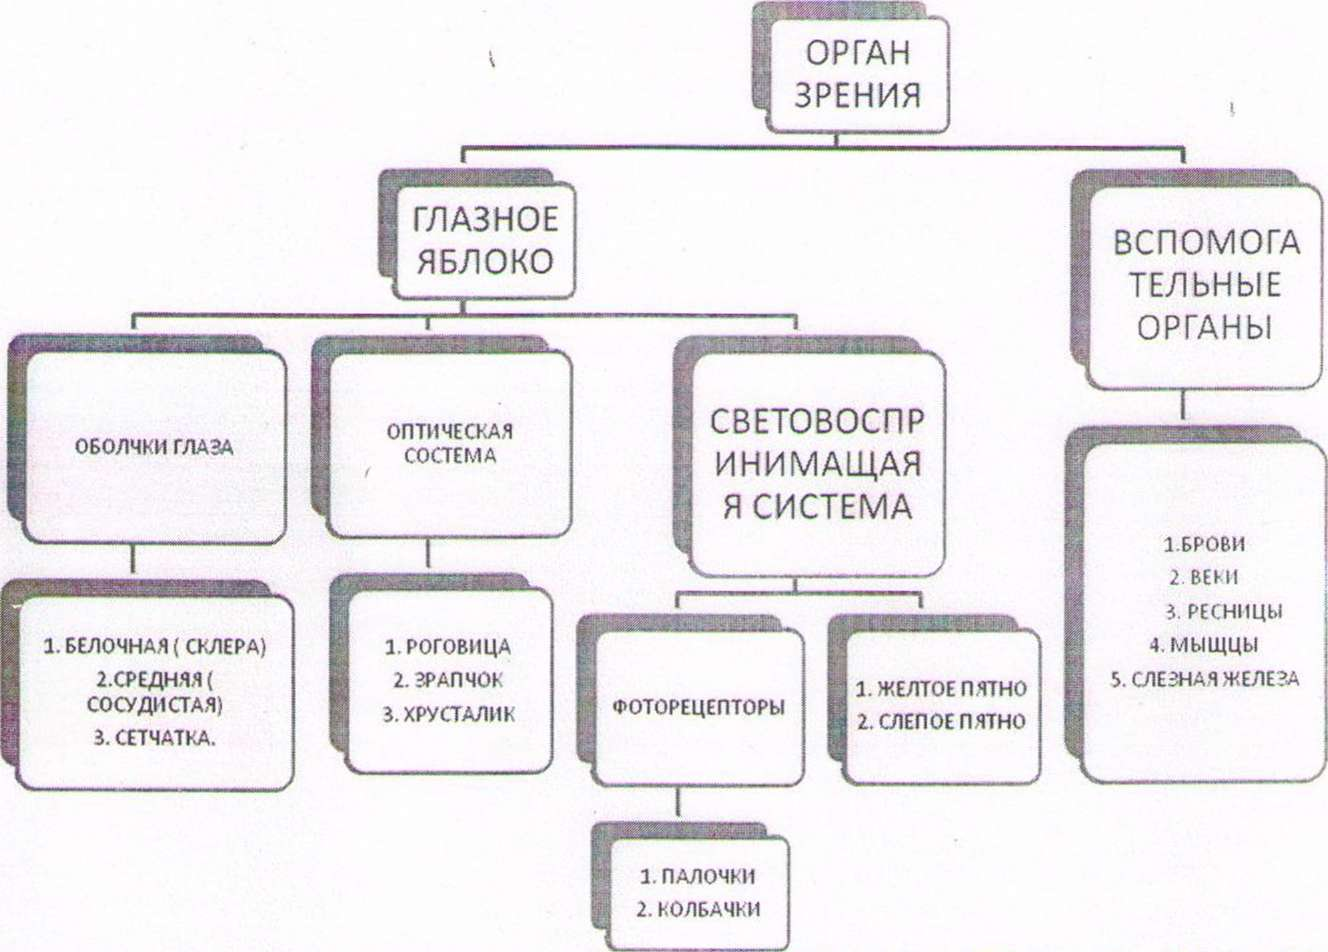 ОРГАН
ЗРЕНИЯ
ГЛАЗНОЕ
ЯБЛОКО
ВСПОМОГА
ТЕЛЬНЫЕ
ОРГАНЫ
ОБОЛЧКИ ГЛАЗА
ОПТИЧЕСКАЯ
СОСТЕМА
СВЕТОВОСПР
ИНИМАЩАЯ
Я СИСТЕМА
1. БЕЛОЧНАЯ ( СКЛЕРА)
2.СРЕДНЯЯ (
СОСУДИСТАЯ)
3. СЕТЧАТКА.
1. РОГОВИЦА
2. ЗРАПЧОК
3. ХРУСТАЛИК
ФОТОРЕЦЕПТОРЫ
1. ПАЛОЧКИ
2. КОЛБАЧКИ
1. ЖЕЛТОЕ ПЯТНО
2. СЛЕПОЕ ПЯТНО
1.БРОВИ
2. ВЕКИ
3. РЕСНИЦЫ
4. МЫЩЦЫ
5. СЛЕЗНАЯ ЖЕЛЕЗА